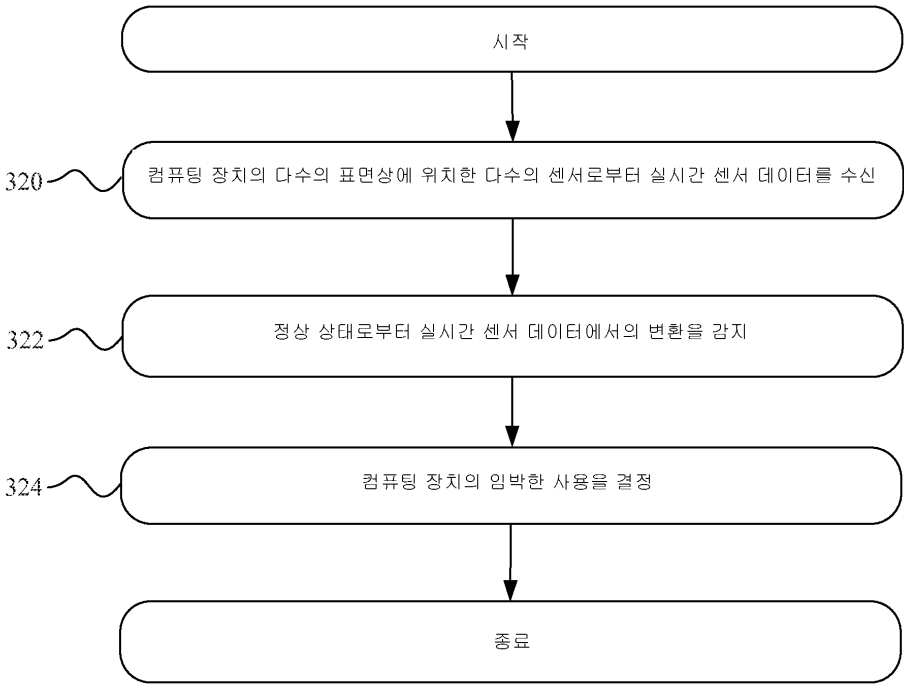 시작
320
컴퓨팅 장치의 다수의 표면상에 위치한 다수의 센서로부터 실시간 센서 데이터를 수신
322
정상 상태로부터 실시간 센서 데이터에서의 변환을 감지
324
컴퓨팅 장치의 임박한 사용을 결정
종료